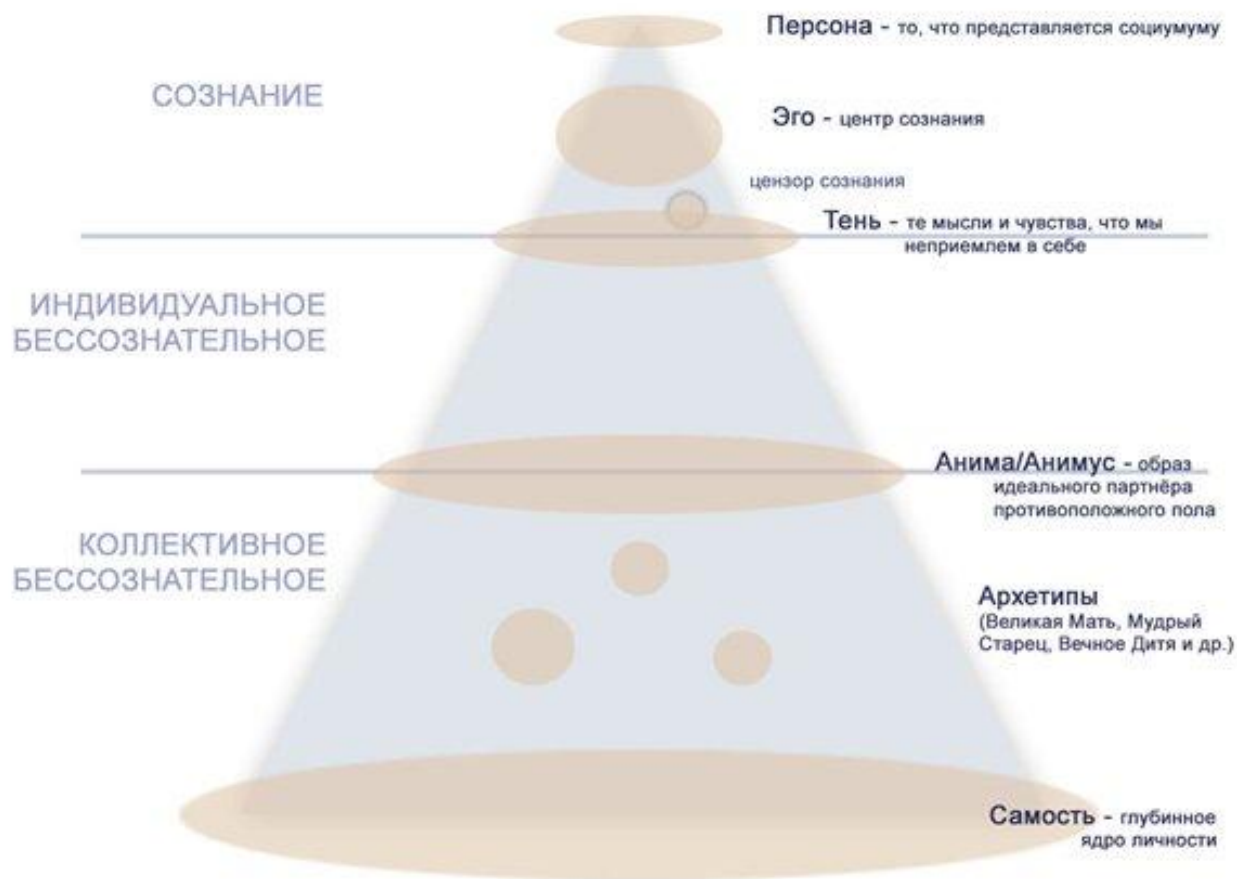 Персона - то, что представляется социумуму
СОЗНАНИЕ
Эго - центр сознания
цензор сознания
Тень - те мысли и чувства, что мы
неприемлем в себе
ИНДИВИДУАЛЬНОЕ
БЕССОЗНАТЕЛЬНОЕ
Анима/Анимус - образ
идеального партнёра
противоположного пола
КОЛЛЕКТИВНОЕ
БЕССОЗНАТЕЛЬНОЕ
Архетипы
(Великая Мать, Мудрый
Старец, Вечное Дитя и др.)
Самость - глубинное
ядро личности